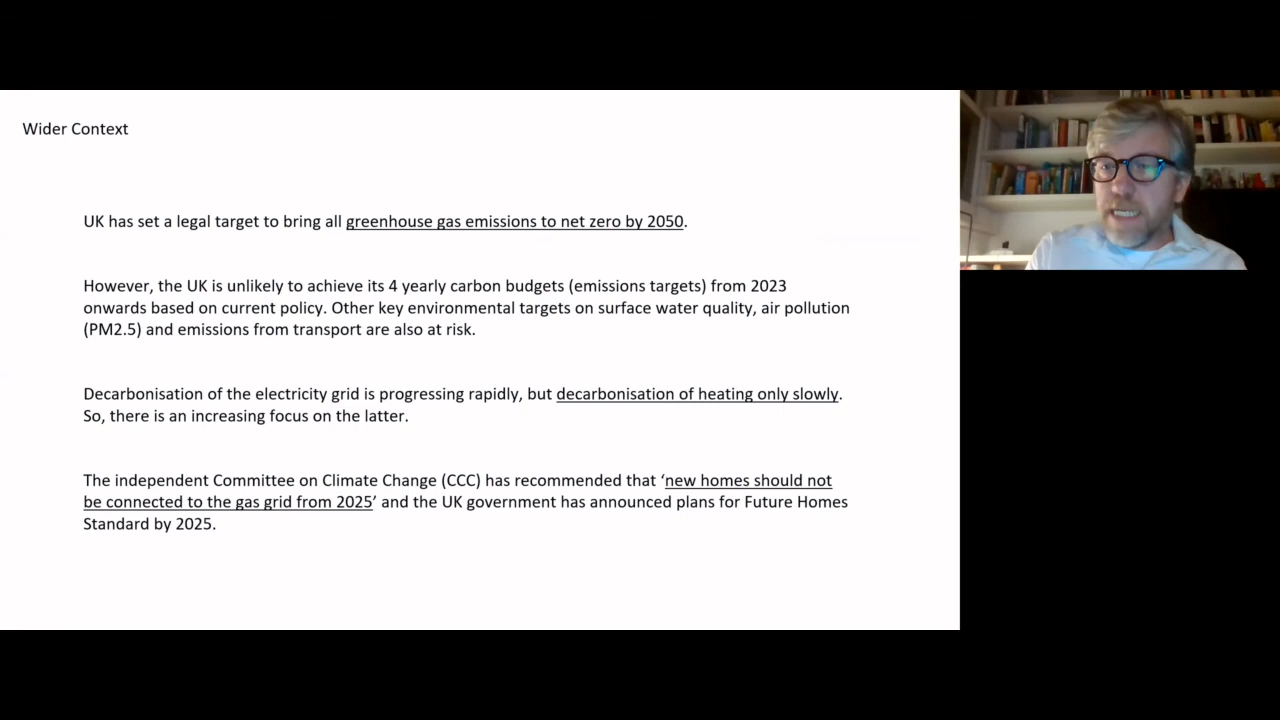 Wider Context
UK has set a legal target to bring all greenhouse gas emissions to net zero by 2050.
However, the UK is unlikely to achieve its 4 yearly carbon budgets (emissions targets) from 2023
onwards based on current policy. Other key environmental targets on surface water quality, air pollution
(PM2.5) and emissions from transport are also at risk.
Decarbonisation of the electricity grid is progressing rapidly, but decarbonisation of heating only slowly.
So, there is an increasing focus on the latter.
The independent Committee on Climate Change (CCC) has recommended that ‘new homes should not
be connected to the gas grid from 2025’ and the UK government has announced plans for Future Homes
Standard by 2025.